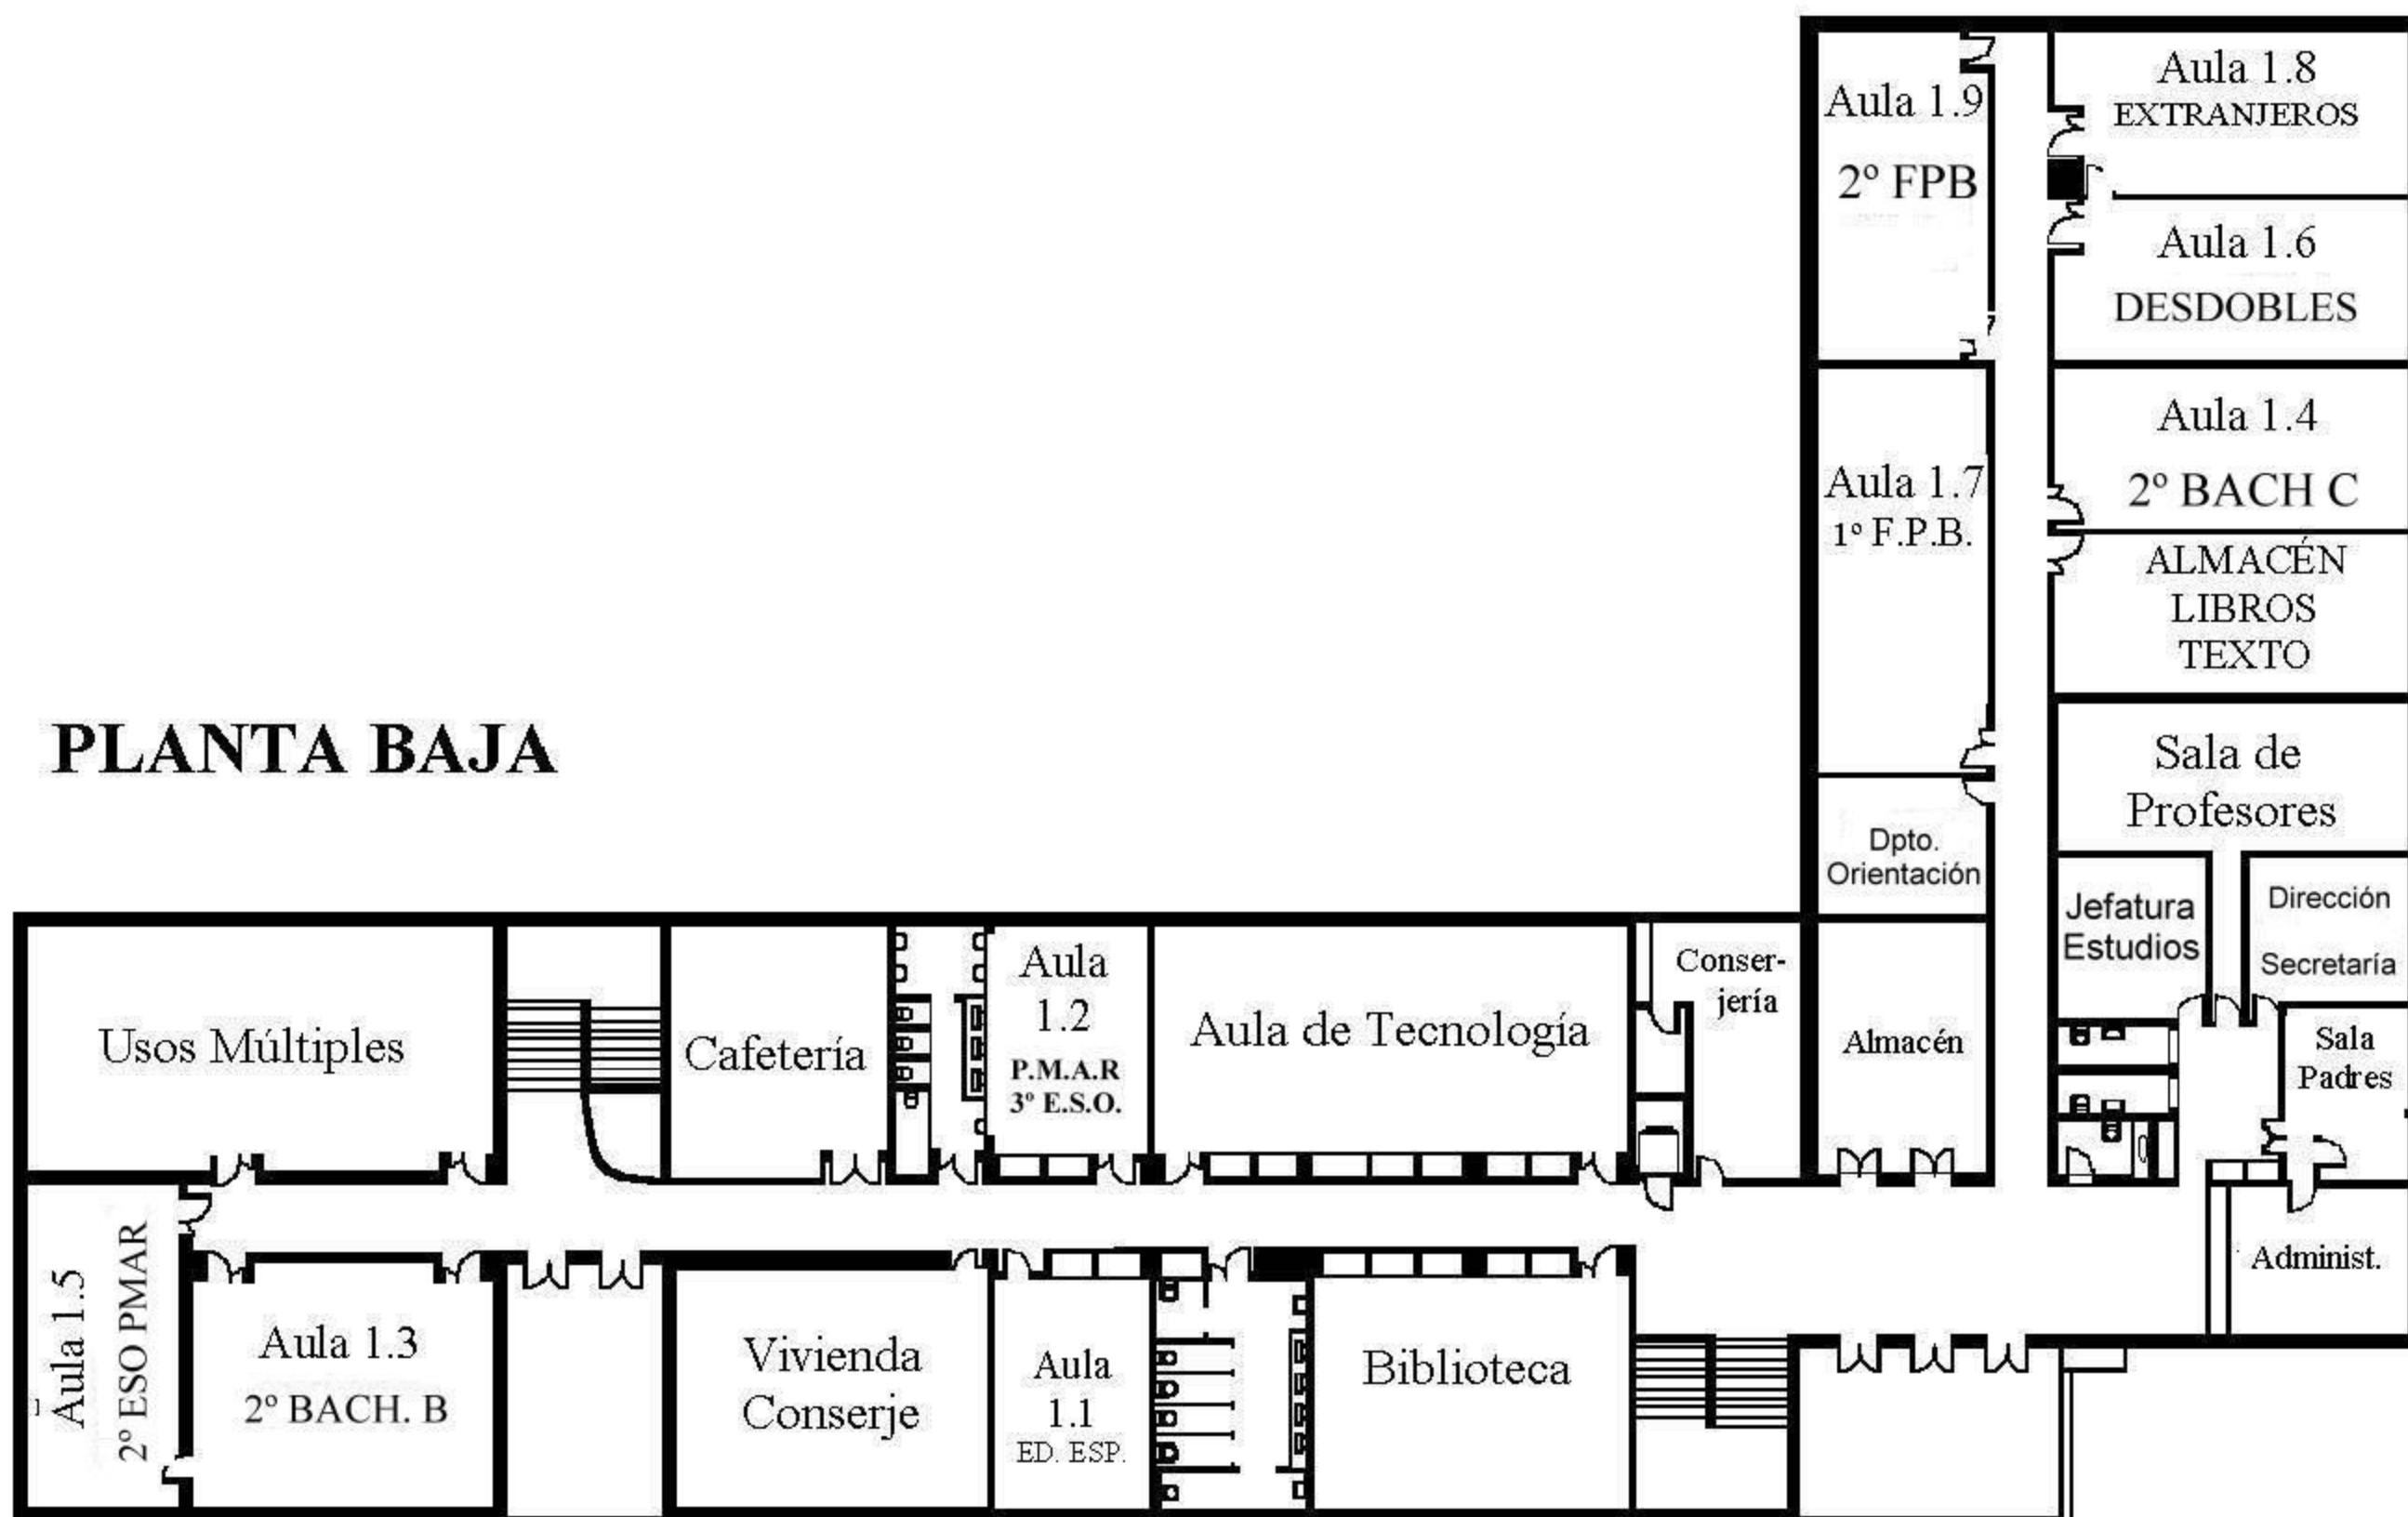 Aula 1.8
EXTRANJEROS
Aula 1.9
2º FPB
Aula 1.6
DESDOBLES
Aula 1.4
2º BACH C
Aula 1.7
1º F.P.B.
ALMACÉN
LIBROS
TEXTO
PLANTA BAJA
Sala de
Profesores
Dpto.
Orientación
Jefatura
Estudios
Dirección
Secretaría
Usos Múltiples
Cafetería
Aula
1.2
P.M.A.R
3º E.S.O.
Aula de Tecnología
Conser-
jería
Almacén
Sala
Padres
Aula 1.5
2º ESO PMAR
Aula 1.3
2º BACH. B
Vivienda
Conserje
Aula
1.1
ED. ESP.
Biblioteca
Administ.